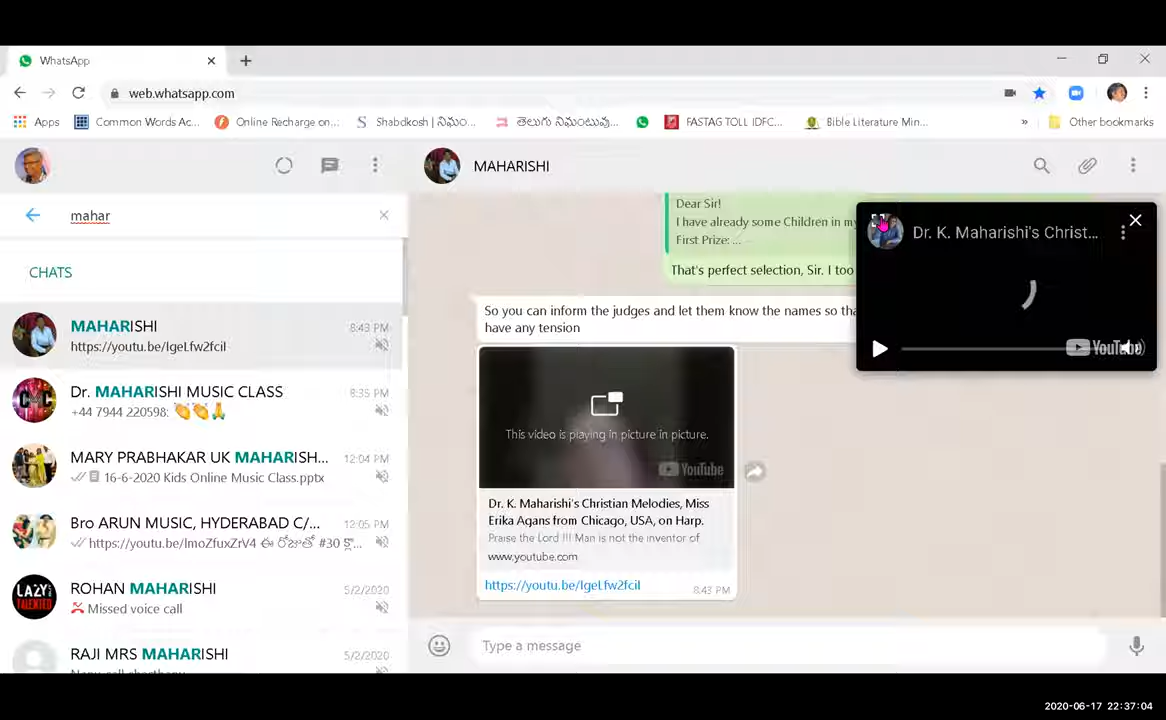 WhatsApp
web.whatsapp.com
Apps
Common Words Ac...
Online Recharge on...
Shabdkosh | నిఘం...
తెలుగు నిఘంటువు...
FASTAG TOLL IDFC...
Bible Literature Min...
»
Other bookmarks
MAHARISHI
mahar
CHATS
MAHARISHI
8:43 PM
https://youtu.be/IgeLfw2fciI
Dr. MAHARISHI MUSIC CLASS
8:35 PM
+44 7944 220598: 👏👏🙏
MARY PRABHAKAR UK MAHARISH...
12:04 PM
16-6-2020 Kids Online Music Class.pptx
Bro ARUN MUSIC, HYDERABAD C/...
12:05 PM
https://youtu.be/ImoZfuxZrV4 ఈ రోజుతో #30 క్లా...
ROHAN MAHARISHI
5/2/2020
Missed voice call
RAJI MRS MAHARISHI
5/2/2020
Dear Sir!
I have already some Children in my
First Prize: ...
That's perfect selection, Sir. I too
So you can inform the judges and let them know the names so tha
have any tension
This video is playing in picture in picture.
YouTube
Dr. K. Maharishi's Christian Melodies, Miss
Erika Agans from Chicago, USA, on Harp.
Praise the Lord !!! Man is not the inventor of
www.youtube.com
https://youtu.be/IgeLfw2fciI
8:43 PM
Dr. K. Maharishi's Christ...
YouTube
Type a message
2020-06-17 22:37:04